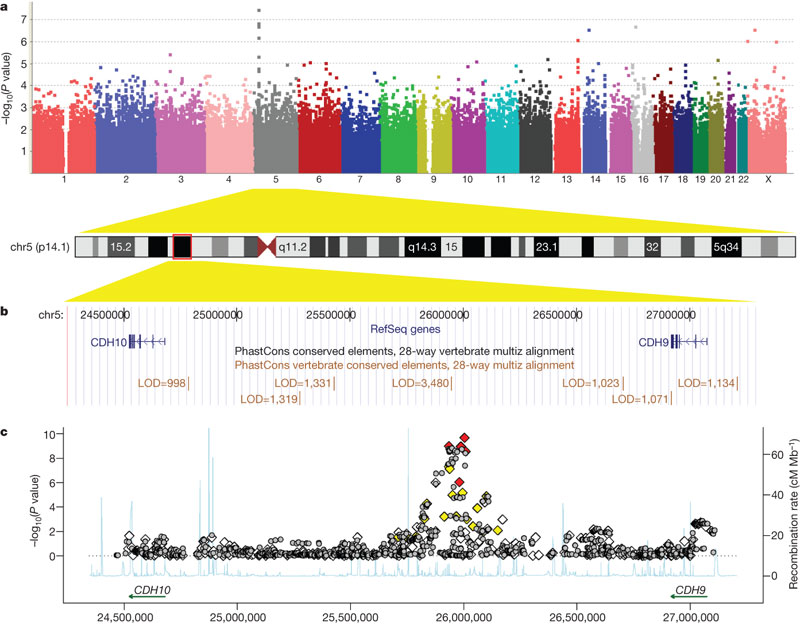 a
7
6
5
4
3
2
1
–log10(P value)
1 2 3 4 5 6 7 8 9 10 11 12 13 14 15 16 17 18 19 20 21 22 X
chr5 (p14.1)
15.2 q11.2 q14.3 15 23.1 32 5q34
b
chr5: 24500000 25000000 25500000 26000000 26500000 27000000
RefSeq genes
CDH10 CDH9
PhastCons conserved elements, 28-way vertebrate multiz alignment
PhastCons vertebrate conserved elements, 28-way multiz alignment
LOD=998 LOD=1,331 LOD=3,480 LOD=1,023 LOD=1,134
LOD=1,319 LOD=1,071
c
10
8
6
4
2
0
–log10(P value)
60
40
20
0
Recombination rate (cM Mb−1)
CDH10 CDH9
24,500,000 25,000,000 25,500,000 26,000,000 26,500,000 27,000,000